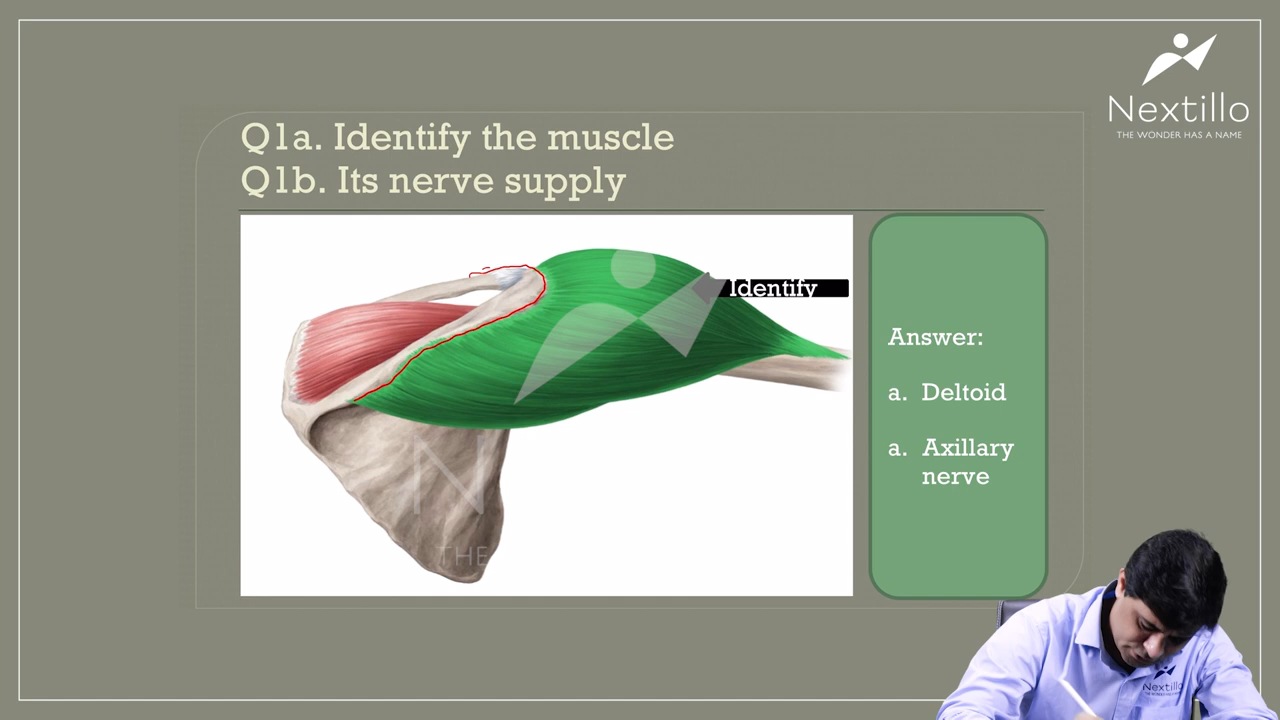 Nextillo
THE WONDER HAS A NAME
Q1a. Identify the muscle
Q1b. Its nerve supply
Identify
Answer:
a. Deltoid
a. Axillary
nerve
N
THE
Nextillo